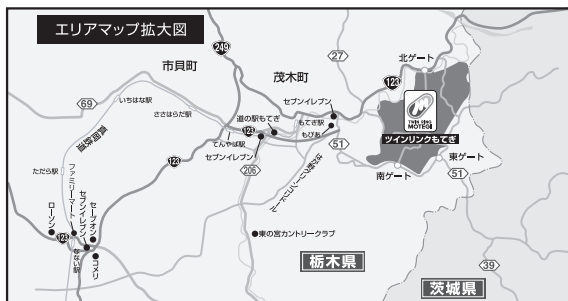 エリアマップ拡大図
249
27
北ゲート
市貝町
茂木町
123
69
いちはな駅
ささはらだ駅
セブンイレブン
道の駅もてぎ
もてぎ駅
もぴあ
TWIN RING
MOTEGI
ツインリンクもてぎ
真岡鉄道
123
てんやば駅
セブンイレブン
51
東ゲート
南ゲート
51
123
206
ただら駅
ファミリーマート
セブンイレブン
セーブオン
ローソン
123
コメリ
東の宮カントリークラブ
栃木県
茨城県
39